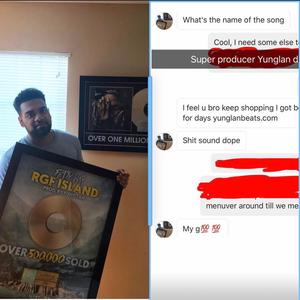 What's the name of the song
Cool, I need some else t
Super producer Yunglan d
I feel u bro keep shopping I got b
for days yunglanbeats.com
Shit sound dope
menuver around till we me
My g💯 💯
OVER ONE MILLIO
RGF ISLAND
OVER 500000 SOLD